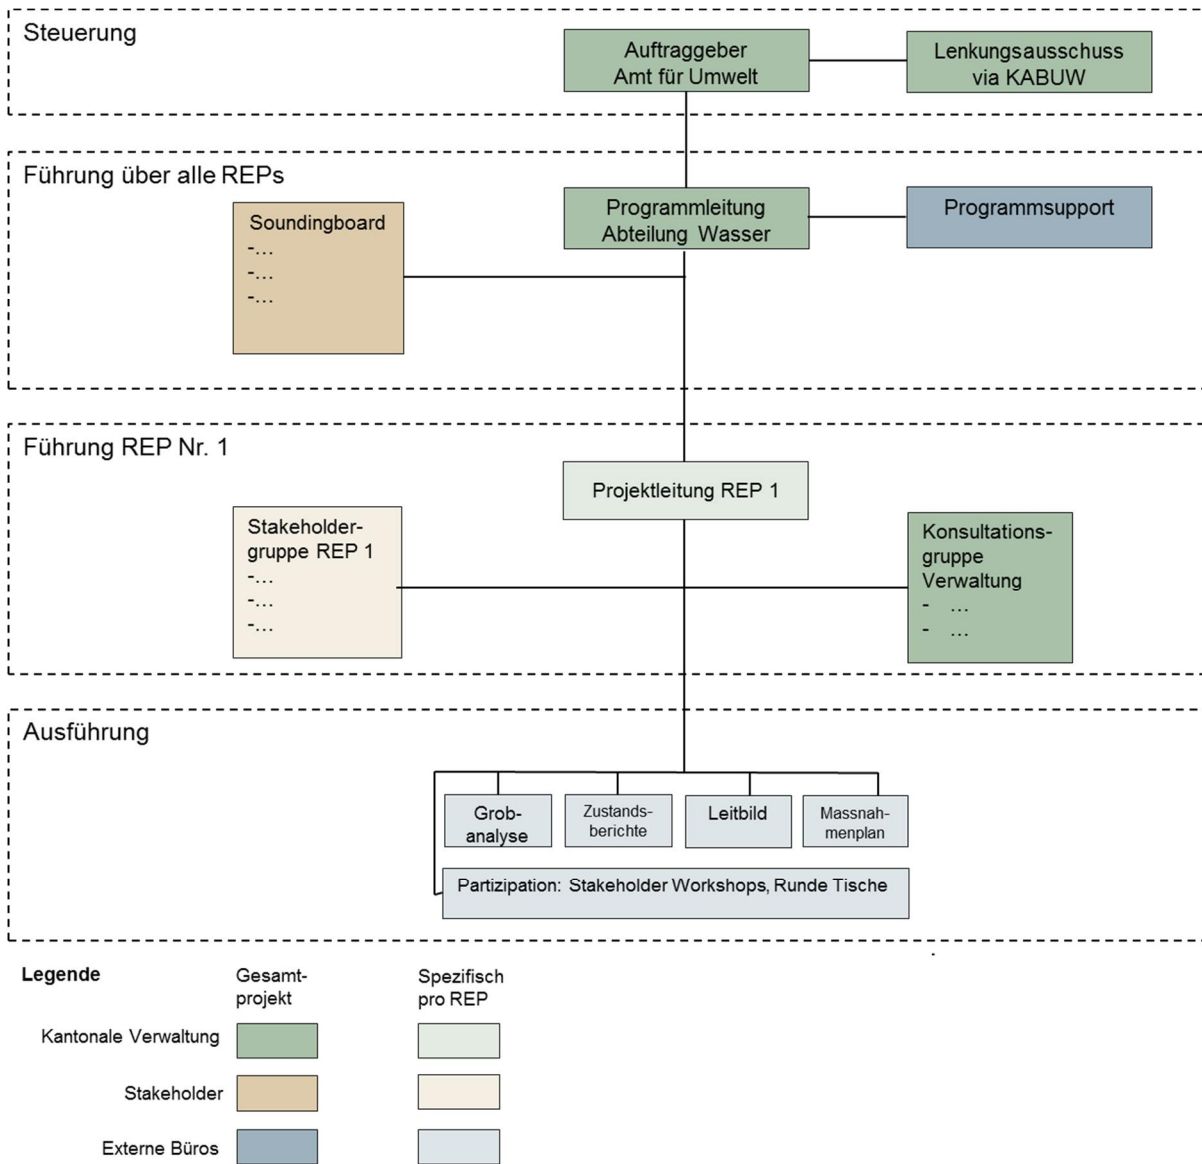 Steuerung
Auftraggeber
Amt für Umwelt
Lenkungsausschuss
via KABUW
Führung über alle REPs
Soundingboard
-...
-...
-...
Programmleitung
Abteilung Wasser
Programmsupport
Führung REP Nr. 1
Projektleitung REP 1
Stakeholder-
gruppe REP 1
-...
-...
-...
Konsultations-
gruppe
Verwaltung
- ...
- ...
Ausführung
Grob-
analyse
Zustands-
berichte
Leitbild
Massnah-
menplan
Partizipation: Stakeholder Workshops, Runde Tische
Legende
Gesamt-
projekt
Spezifisch
pro REP
Kantonale Verwaltung
Stakeholder
Externe Büros